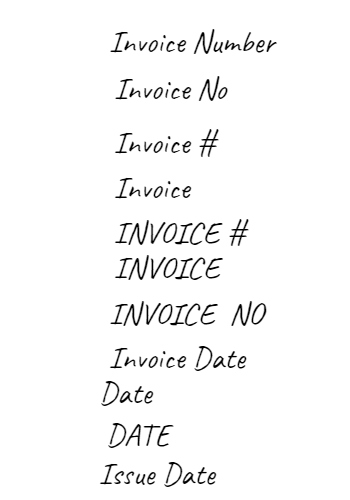 Invoice Number
Invoice No
Invoice #
Invoice
INVOICE #
INVOICE
INVOICE NO
Invoice Date
Date
DATE
Issue Date